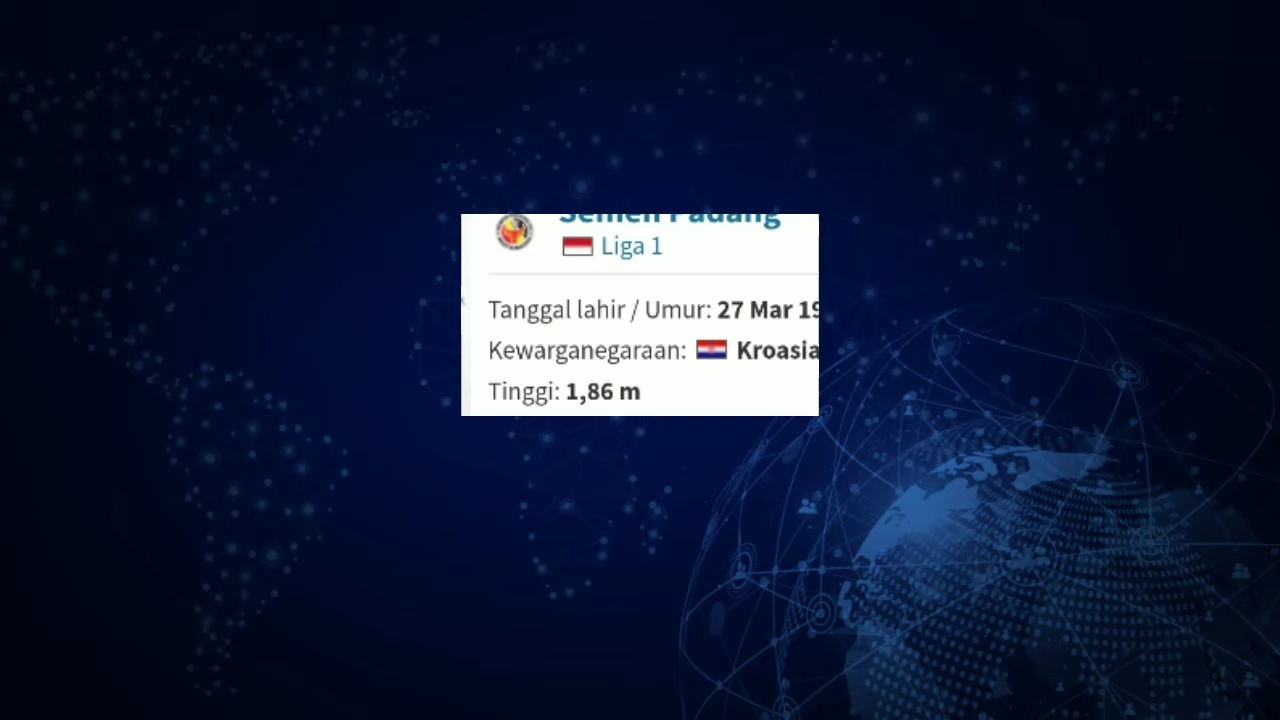 Semen Padang
Liga 1
Tanggal lahir / Umur: 27 Mar 19
Kewarganegaraan: Kroasia
Tinggi: 1,86 m